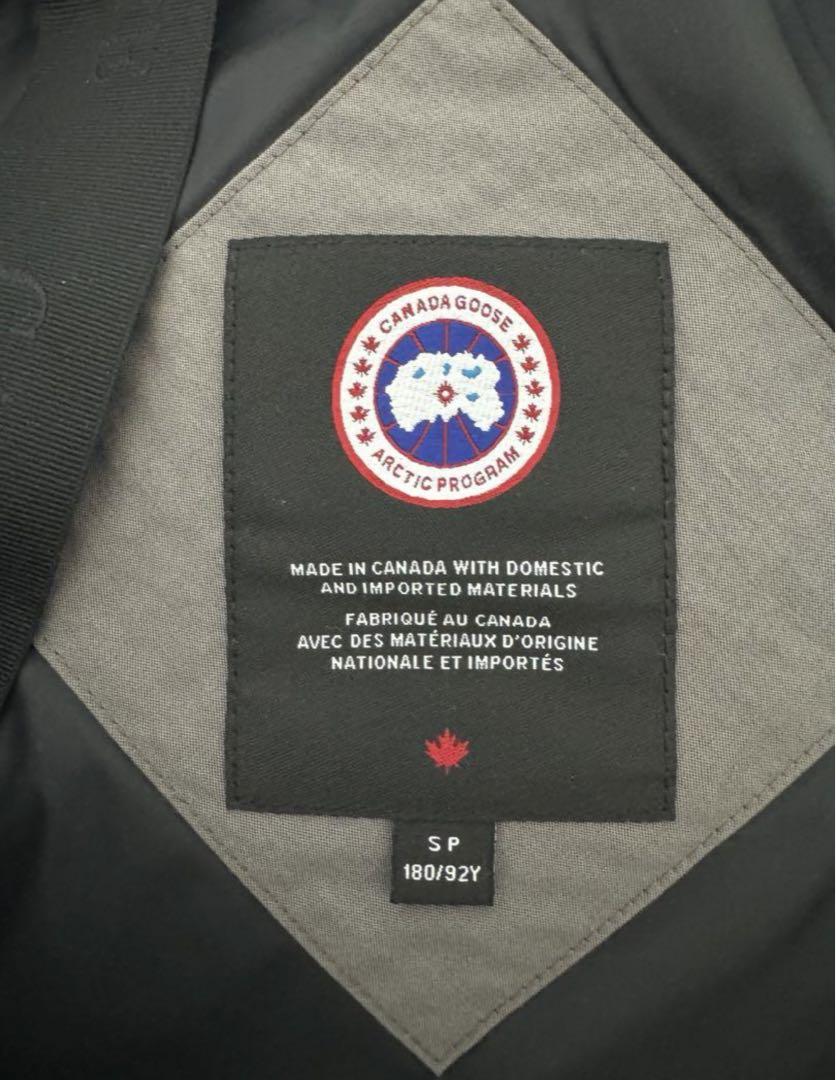 CANADA GOOSE
ARCTIC PROGRAM
MADE IN CANADA WITH DOMESTIC
AND IMPORTED MATERIALS
FABRIQUÉ AU CANADA
AVEC DES MATÉRIAUX D'ORIGINE
NATIONALE ET IMPORTÉS
S P
180/92Y